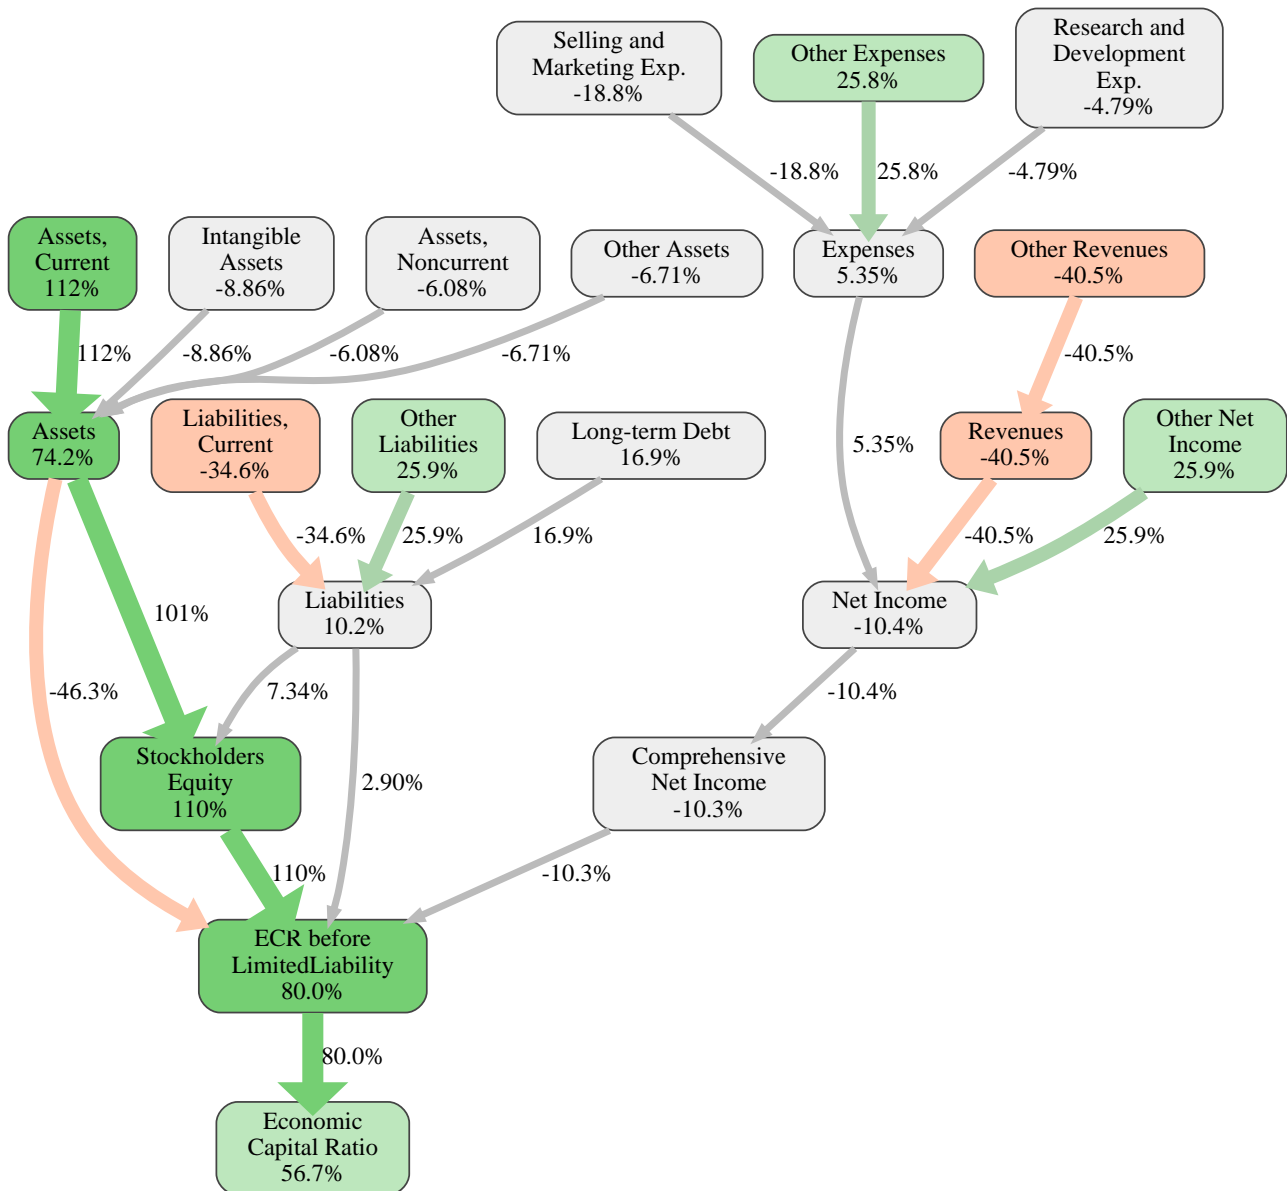 Selling and
Marketing Exp.
-18.8%
Other Expenses
25.8%
Research and
Development
Exp.
-4.79%
-18.8%
25.8%
-4.79%
Assets,
Current
112%
Intangible
Assets
-8.86%
Assets,
Noncurrent
-6.08%
Other Assets
-6.71%
Expenses
5.35%
Other Revenues
-40.5%
112%
-8.86%
-6.08%
-6.71%
-40.5%
Assets
74.2%
Liabilities,
Current
-34.6%
Other
Liabilities
25.9%
Long-term Debt
16.9%
5.35%
Revenues
-40.5%
Other Net
Income
25.9%
-34.6%
25.9%
16.9%
-40.5%
25.9%
101%
Liabilities
10.2%
Net Income
-10.4%
-46.3%
7.34%
-10.4%
Stockholders
Equity
110%
2.90%
Comprehensive
Net Income
-10.3%
110%
-10.3%
ECR before
LimitedLiability
80.0%
80.0%
Economic
Capital Ratio
56.7%